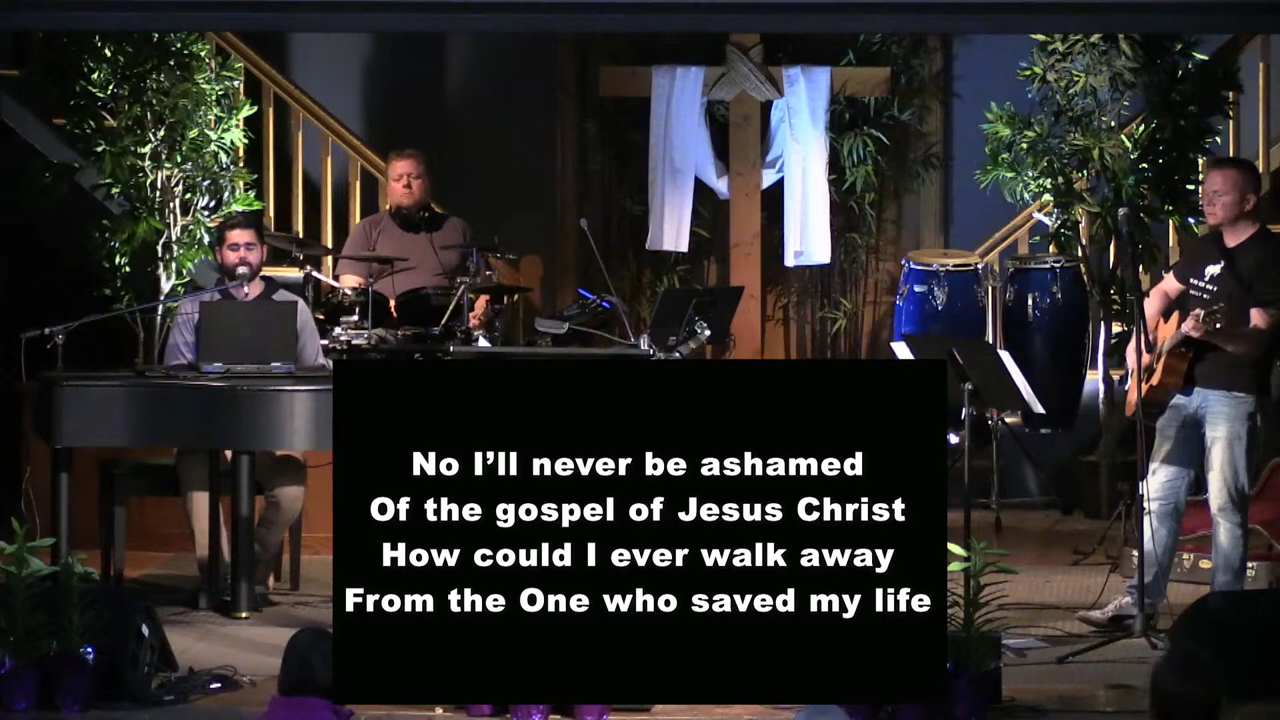 No I’ll never be ashamed
Of the gospel of Jesus Christ
How could I ever walk away
From the One who saved my life